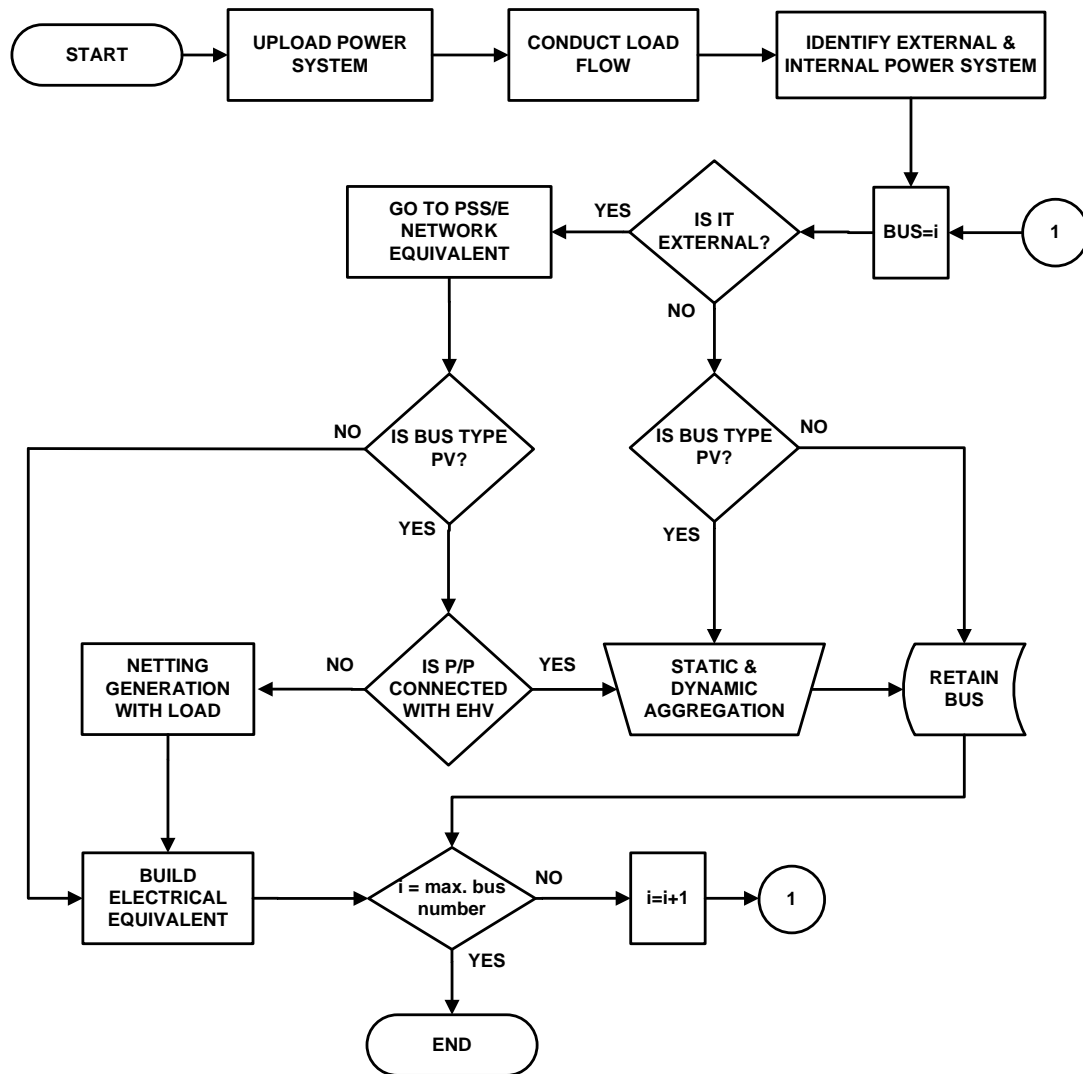 START
UPLOAD POWER
SYSTEM
CONDUCT LOAD
FLOW
IDENTIFY EXTERNAL &
INTERNAL POWER SYSTEM
GO TO PSS/E
NETWORK
EQUIVALENT
YES
IS IT
EXTERNAL?
BUS=i
1
NO
NO
IS BUS TYPE
PV?
YES
IS BUS TYPE
PV?
NO
YES
NETTING
GENERATION
WITH LOAD
NO
IS P/P
CONNECTED
WITH EHV
YES
STATIC &
DYNAMIC
AGGREGATION
RETAIN
BUS
BUILD
ELECTRICAL
EQUIVALENT
i = max. bus
number
NO
i=i+1
1
YES
END